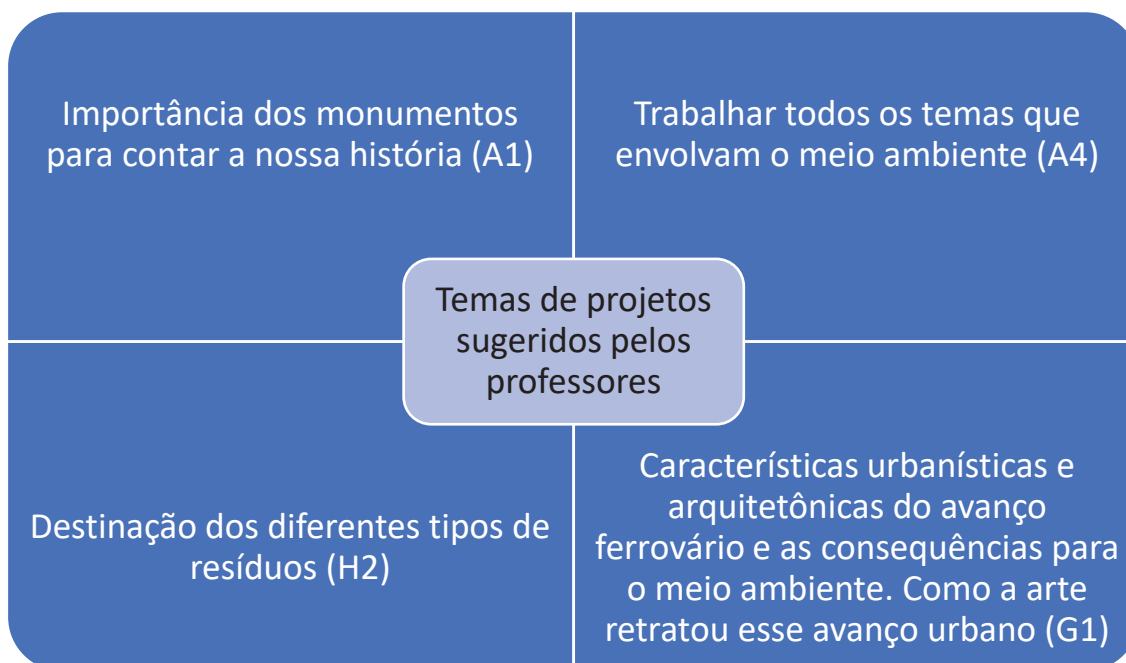 Importância dos monumentos
para contar a nossa história (A1)
Trabalhar todos os temas que
envolvam o meio ambiente (A4)
Temas de projetos
sugeridos pelos
professores
Destinação dos diferentes tipos de
resíduos (H2)
Características urbanísticas e
arquitetônicas do avanço
ferrovário e as consequências para
o meio ambiente. Como a arte
retratou esse avanço urbano (G1)